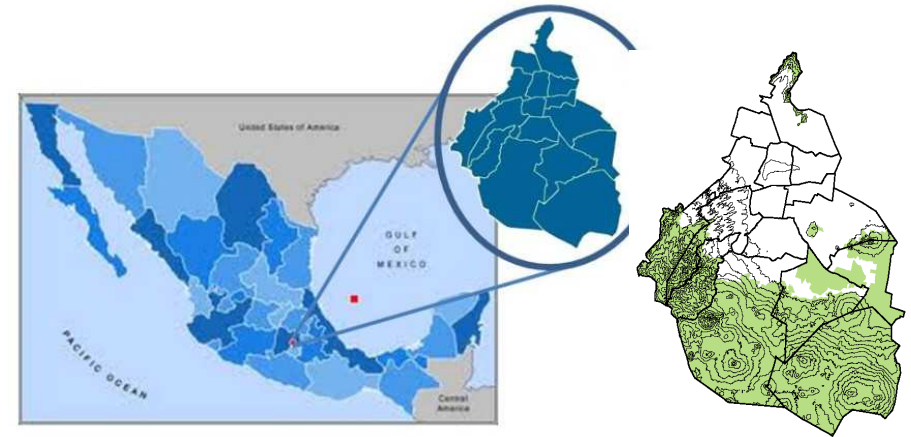 United States of America
GULF
OF
MEXICO
PACIFIC OCEAN
Central
America